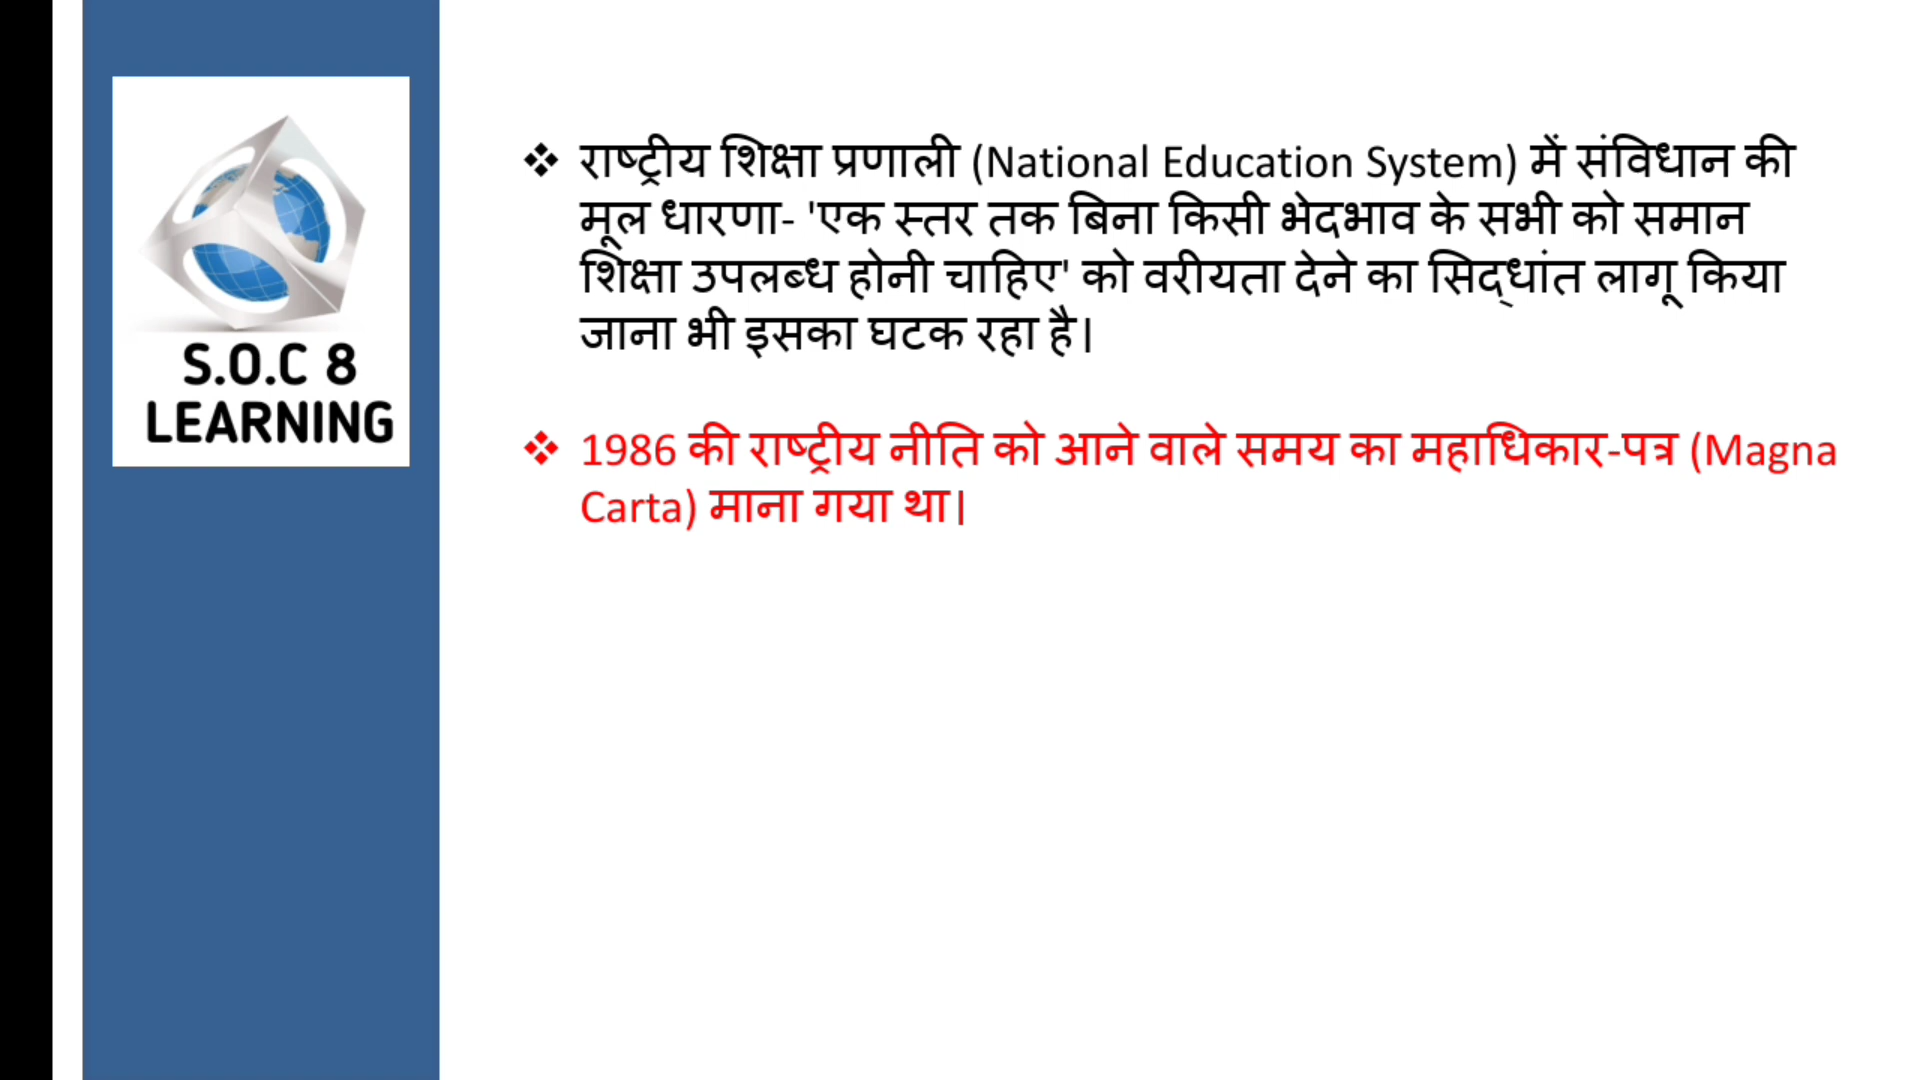 S.O.C 8
LEARNING
❖ राष्ट्रीय शिक्षा प्रणाली (National Education System) में संविधान की
मूल धारणा- 'एक स्तर तक बिना किसी भेदभाव के सभी को समान
शिक्षा उपलब्ध होनी चाहिए' को वरीयता देने का सिद्धांत लागू किया
जाना भी इसका घटक रहा है।
❖ 1986 की राष्ट्रीय नीति को आने वाले समय का महाधिकार-पत्र (Magna
Carta) माना गया था।